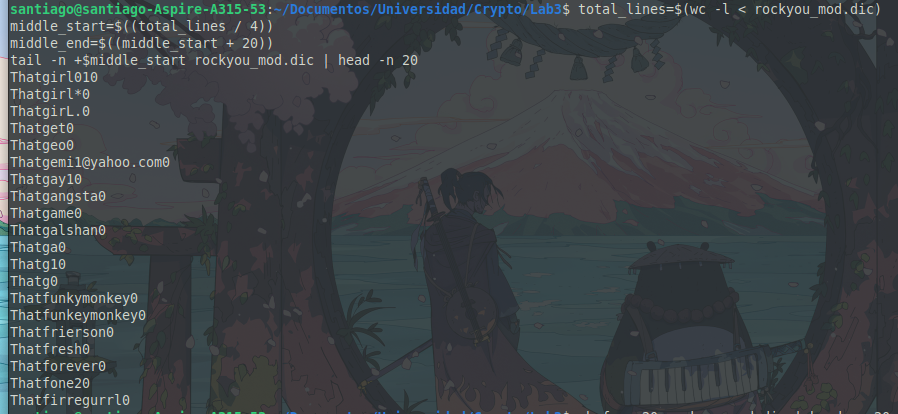 santiago@santiago-Aspire-A315-53:~/Documentos/Universidad/Crypto/Lab3$ total_lines=$(wc -l < rockyou_mod.dic)
middle_start=$((total_lines / 4))
middle_end=$((middle_start + 20))
tail -n +$middle_start rockyou_mod.dic | head -n 20
Thatgirl010
Thatgirl*0
ThatgirL.0
Thatget0
Thatgeo0
Thatgemi1@yahoo.com0
Thatgay10
Thatgangsta0
Thatgame0
Thatgalshan0
Thatga0
Thatg10
Thatg0
Thatfunkymonkey0
Thatfunkeymonkey0
Thatfrierson0
Thatfresh0
Thatforever0
Thatfone20
Thatfirregurrl0